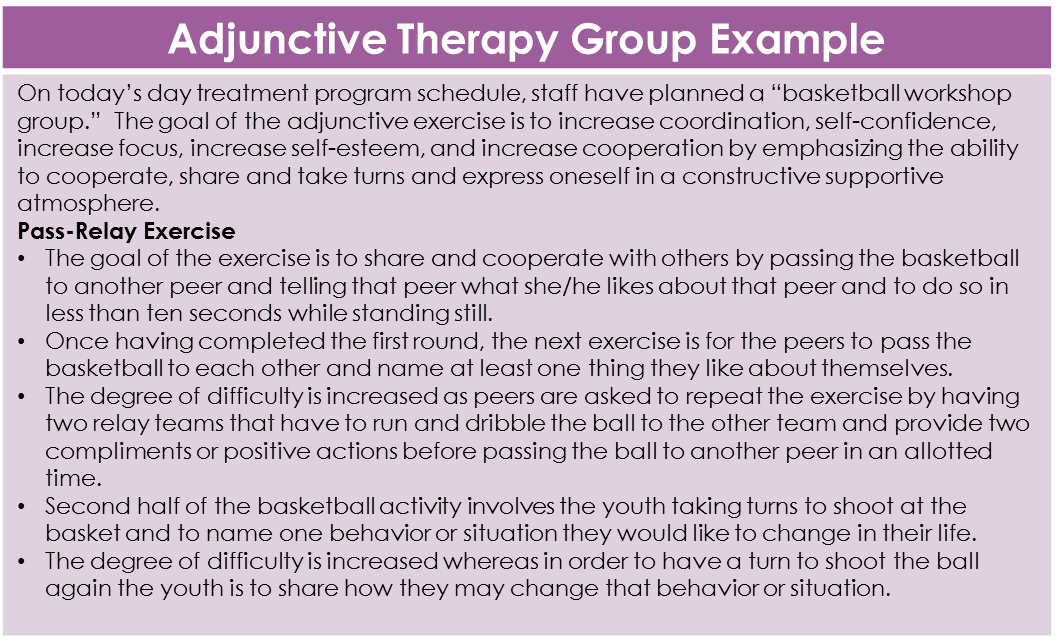 Adjunctive Therapy Group Example
On today’s day treatment program schedule, staff have planned a “basketball workshop
group.”  The goal of the adjunctive exercise is to increase coordination, self-confidence,
increase focus, increase self-esteem, and increase cooperation by emphasizing the ability
to cooperate, share and take turns and express oneself in a constructive supportive
atmosphere.
Pass-Relay Exercise
• The goal of the exercise is to share and cooperate with others by passing the basketball
to another peer and telling that peer what she/he likes about that peer and to do so in
less than ten seconds while standing still.
• Once having completed the first round, the next exercise is for the peers to pass the
basketball to each other and name at least one thing they like about themselves.
• The degree of difficulty is increased as peers are asked to repeat the exercise by having
two relay teams that have to run and dribble the ball to the other team and provide two
compliments or positive actions before passing the ball to another peer in an allotted
time.
• Second half of the basketball activity involves the youth taking turns to shoot at the
basket and to name one behavior or situation they would like to change in their life.
• The degree of difficulty is increased whereas in order to have a turn to shoot the ball
again the youth is to share how they may change that behavior or situation.